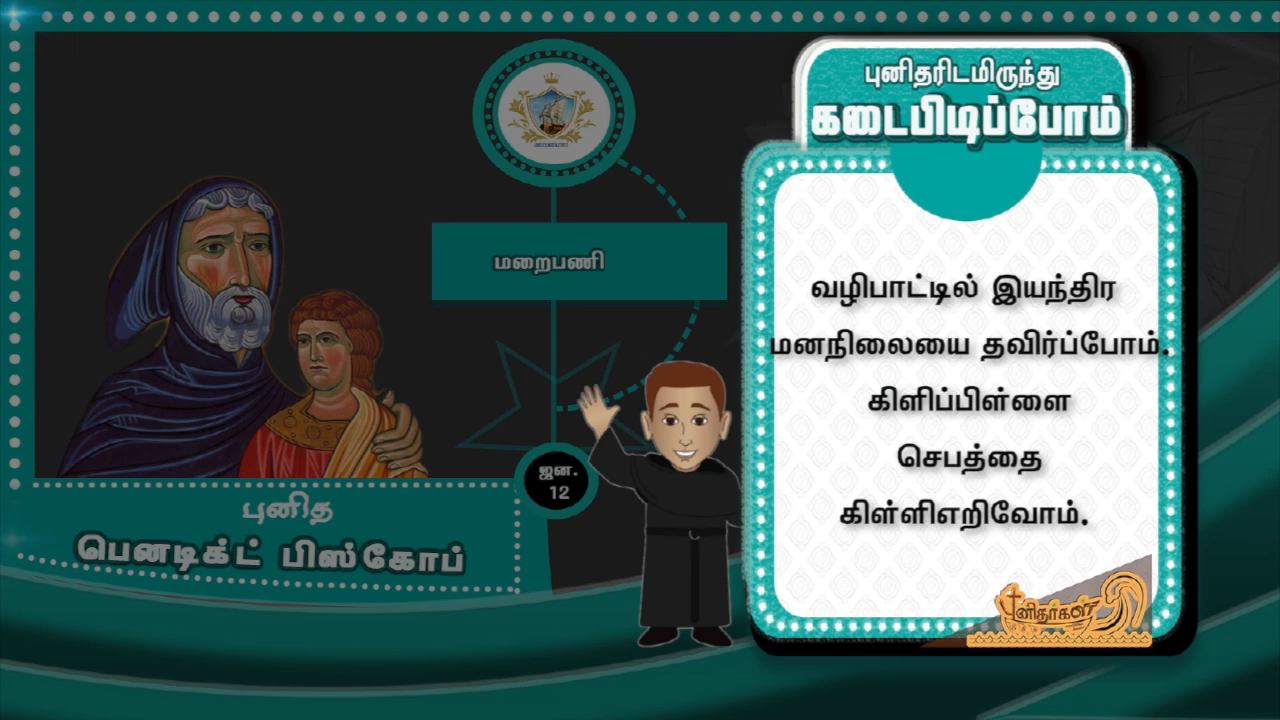 புனிதரிடமிருந்து
கடைபிடிப்போம்
மறைபணி
வழிபாட்டில் இயந்திர
மனநிலையை தவிர்ப்போம்.
கிளிப்பிள்ளை
செபத்தை
கிள்ளிஎறிவோம்.
ஜன.
12
புனித
பெனடிக்ட் பிஸ்கோப்
புனிதர்கள்